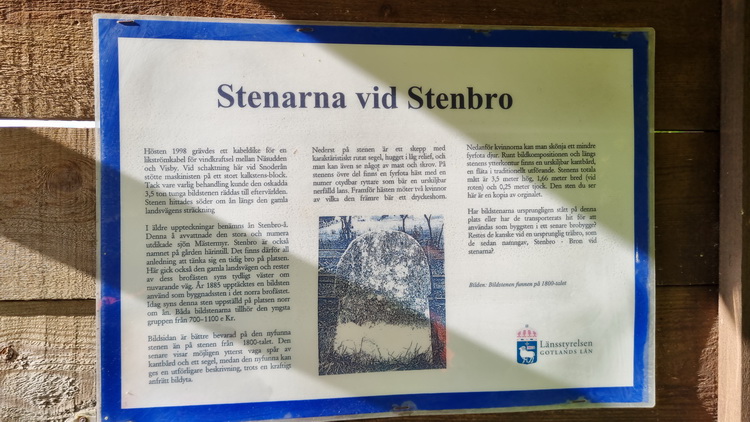 Stenarna vid Stenbro
Hösten 1998 grävdes ett kabeldike för en
likströmskabel för vindkraftsel mellan Näsudden
och Visby. Vid schaktning här vid Snoderån
stötte maskinisten på ett stort kalkstens-block.
Tack vare varlig behandling kunde den oskadda
3,5 ton tunga bildstenen räddas till eftervärlden.
Stenen hittades söder om ån längs den gamla
landsvägens sträckning
I äldre uppteckningar benämns ån Stenbro-å.
Denna å avvattnade den stora och numera
utdikade sjön Mästermyr. Stenbro är också
namnet på gården härintill. Det finns därför all
anledning att tänka sig en tidig bro på platsen.
Här gick också den gamla landsvägen och rester
av dess brofästen syns tydligt väster om
nuvarande väg. År 1885 upptäcktes en bildsten
använd som byggnadssten i det norra brofästet.
Idag syns denna sten uppställd på platsen norr
om ån. Båda bildstenarna tillhör den yngsta
gruppen från 700-1100 e Kr.
Bildsidan är bättre bevarad på den nyfunna
stenen än på stenen från 1800-talet. Den
senare visar möjligen ytterst vaga spår av
kantbård och ett segel, medan den nyfunna kan
ges en utförligare beskrivning, trots en kraftigt
anfrätt bildyta.
Nederst på stenen är ett skepp med
karaktäristiskt rutat segel, hugget i låg relief, ock
man kan även se något av mast och skrov. På
stenens övre del finns en fyrfota häst med en
numer otydbar ryttare som bär en urskiljbar
nerfälld lans. Framför hästen möter två kvinnor
av vilka den främre bär ett dryckeshorn.
Nedanför kvinnorna kan man skönja ett mindre
fyrfota djur. Runt bildkompositionen och längs
stenens ytterkontur finns en urskiljbar kantbård,
en fläta i traditionellt utförande. Stenens totala
mått är 3,5 meter hög, 1,66 meter bred (vid
roten) och 0,25 meter tjock. Den sten du ser
här är en kopia av orginalet.
Har bildstenarna ursprungligen stått på denna
plats eller har de transporterats hit för att
användas som byggsten i en senare brobyggge?
Restes de kanske vid en ursprunglig träbro, som
de sedan namngav, Stenbro - Bron vid
stenarna?.
Bilden: Bildstenen funnen på 1800-talet
Länsstyrelsen
GOTLANDS LÄN